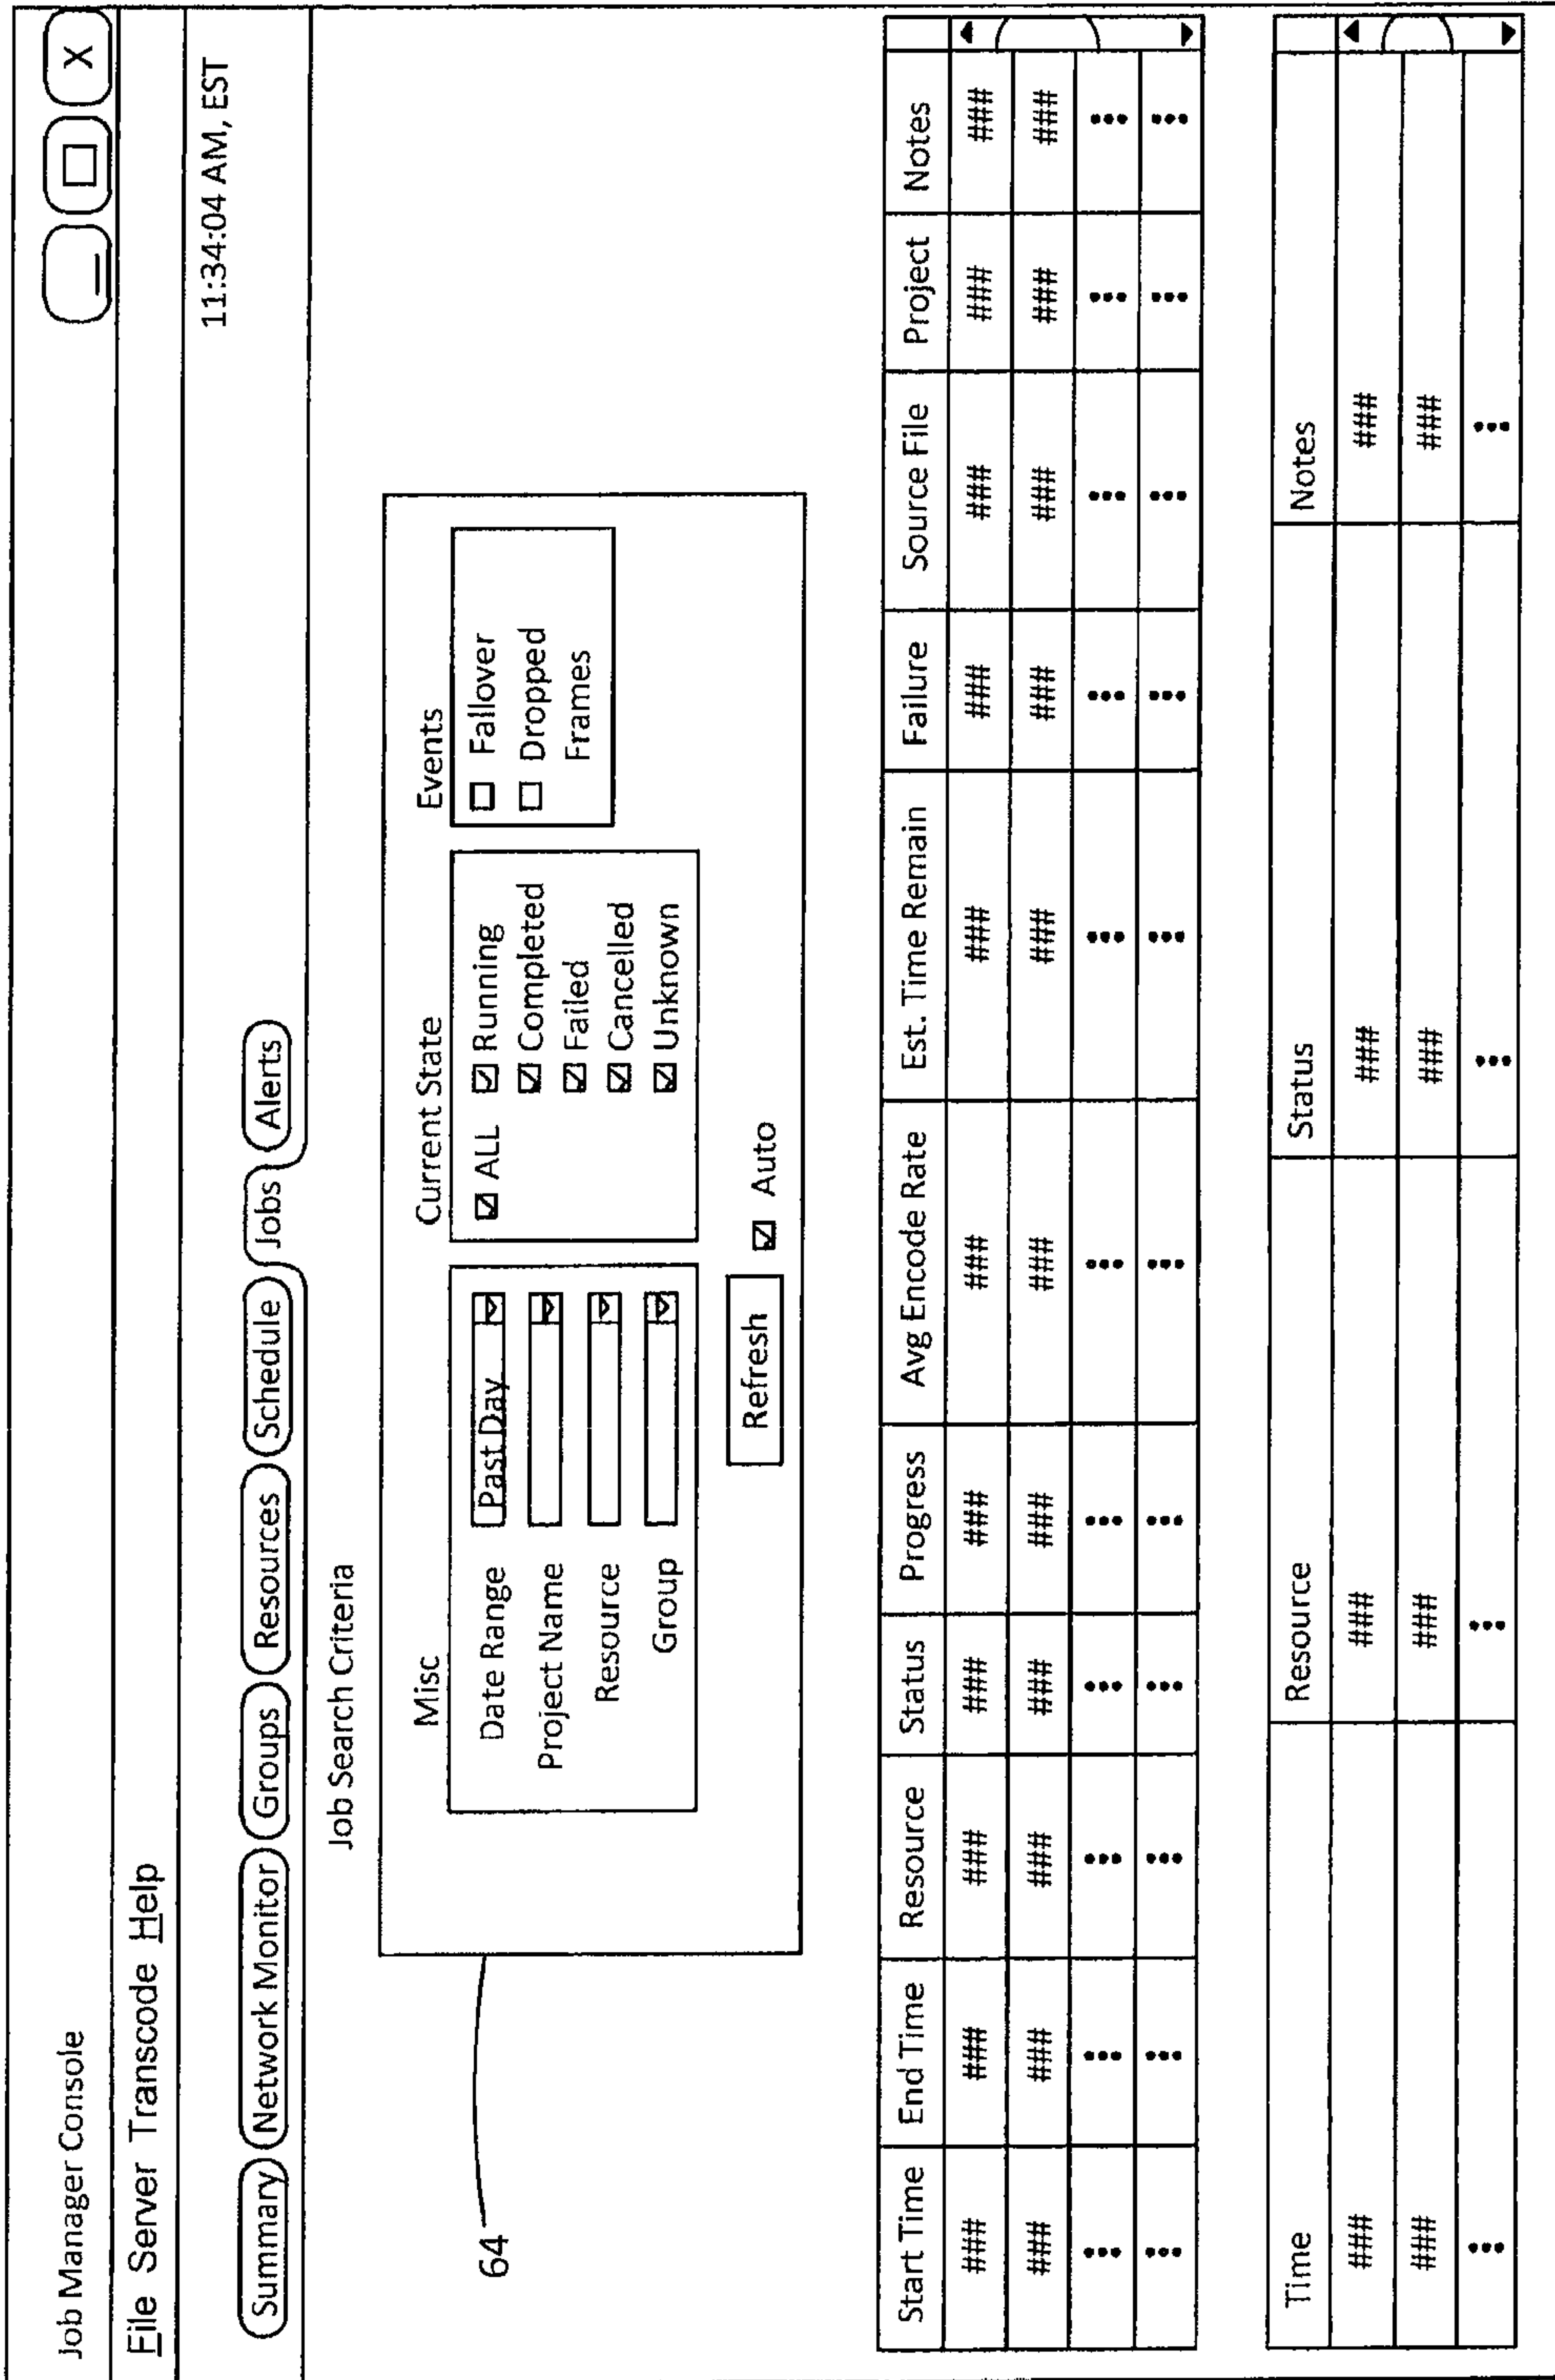 Job Manager Console
_ □ X
File Server Transcode Help
11:34:04 AM, EST
Summary Network Monitor Groups Resources Schedule Jobs Alerts
Job Search Criteria
64
Misc
Date Range Past Day
Project Name
Resource
Group
Current State
ALL Running
Completed
Failed
Cancelled
Unknown
Events
Fallover
Dropped
Frames
Refresh Auto
Start Time End Time Resource Status Progress Avg Encode Rate Est. Time Remain Failure Source File Project Notes
### ### ### ### ### ### ### ### ### ### ###
### ### ### ### ### ### ### ### ### ### ###
... ... ... ... ... ... ... ... ... ... ...
... ... ... ... ... ... ... ... ... ... ...
Time Resource Status Notes
### ### ### ###
### ### ### ###
... ... ... ...